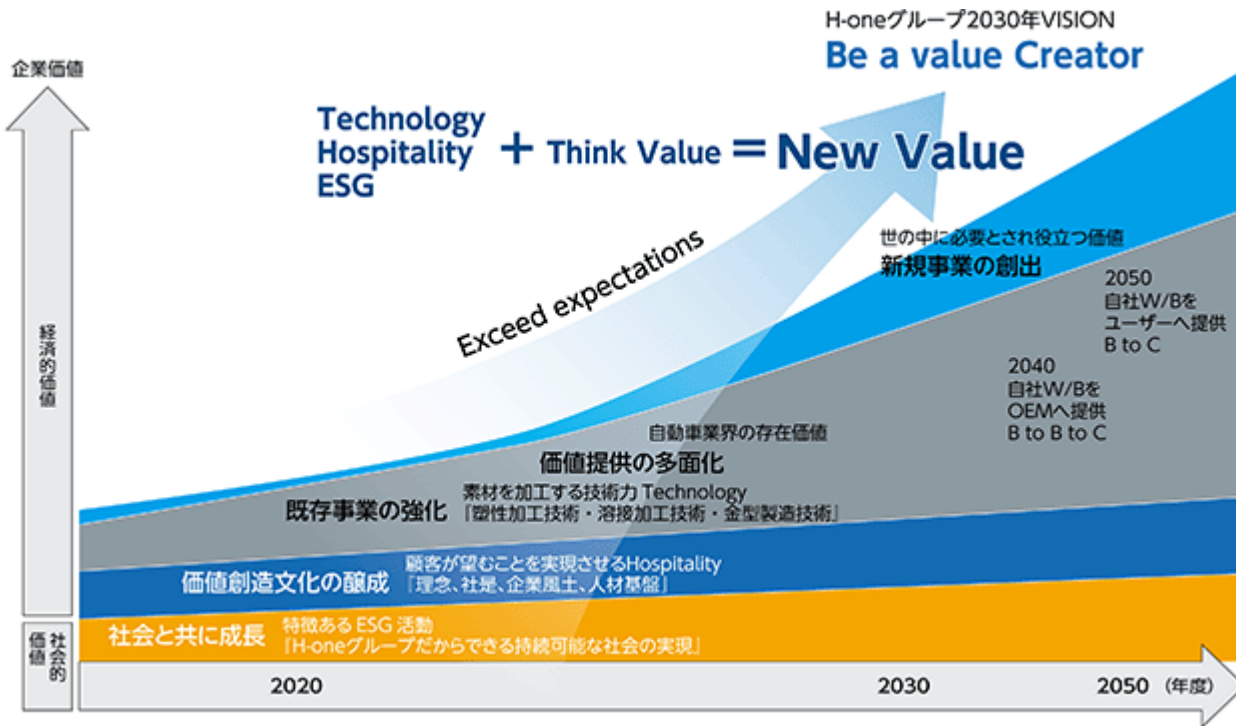 H-oneグループ2030年VISION
Be a value Creator
企業価値
Technology
Hospitality
ESG
+ Think Value = New Value
Exceed expectations
世の中に必要とされ役立つ価値
新規事業の創出
2050
自社W/Bを
ユーザーへ提供
B to C
2040
自社W/Bを
OEMへ提供
B to B to C
経済的価値
自動車業界の存在価値
価値提供の多面化
既存事業の強化
素材を加工する技術力 Technology
『塑性加工技術・溶接加工技術・金型製造技術』
価値創造文化の醸成
顧客が望むことを実現させるHospitality
『理念、社是、企業風土、人材基盤』
社会と共に成長
特徴ある ESG 活動
『H-oneグループだからできる持続可能な社会の実現』
社会的
価値
2020
2030
2050 (年度)